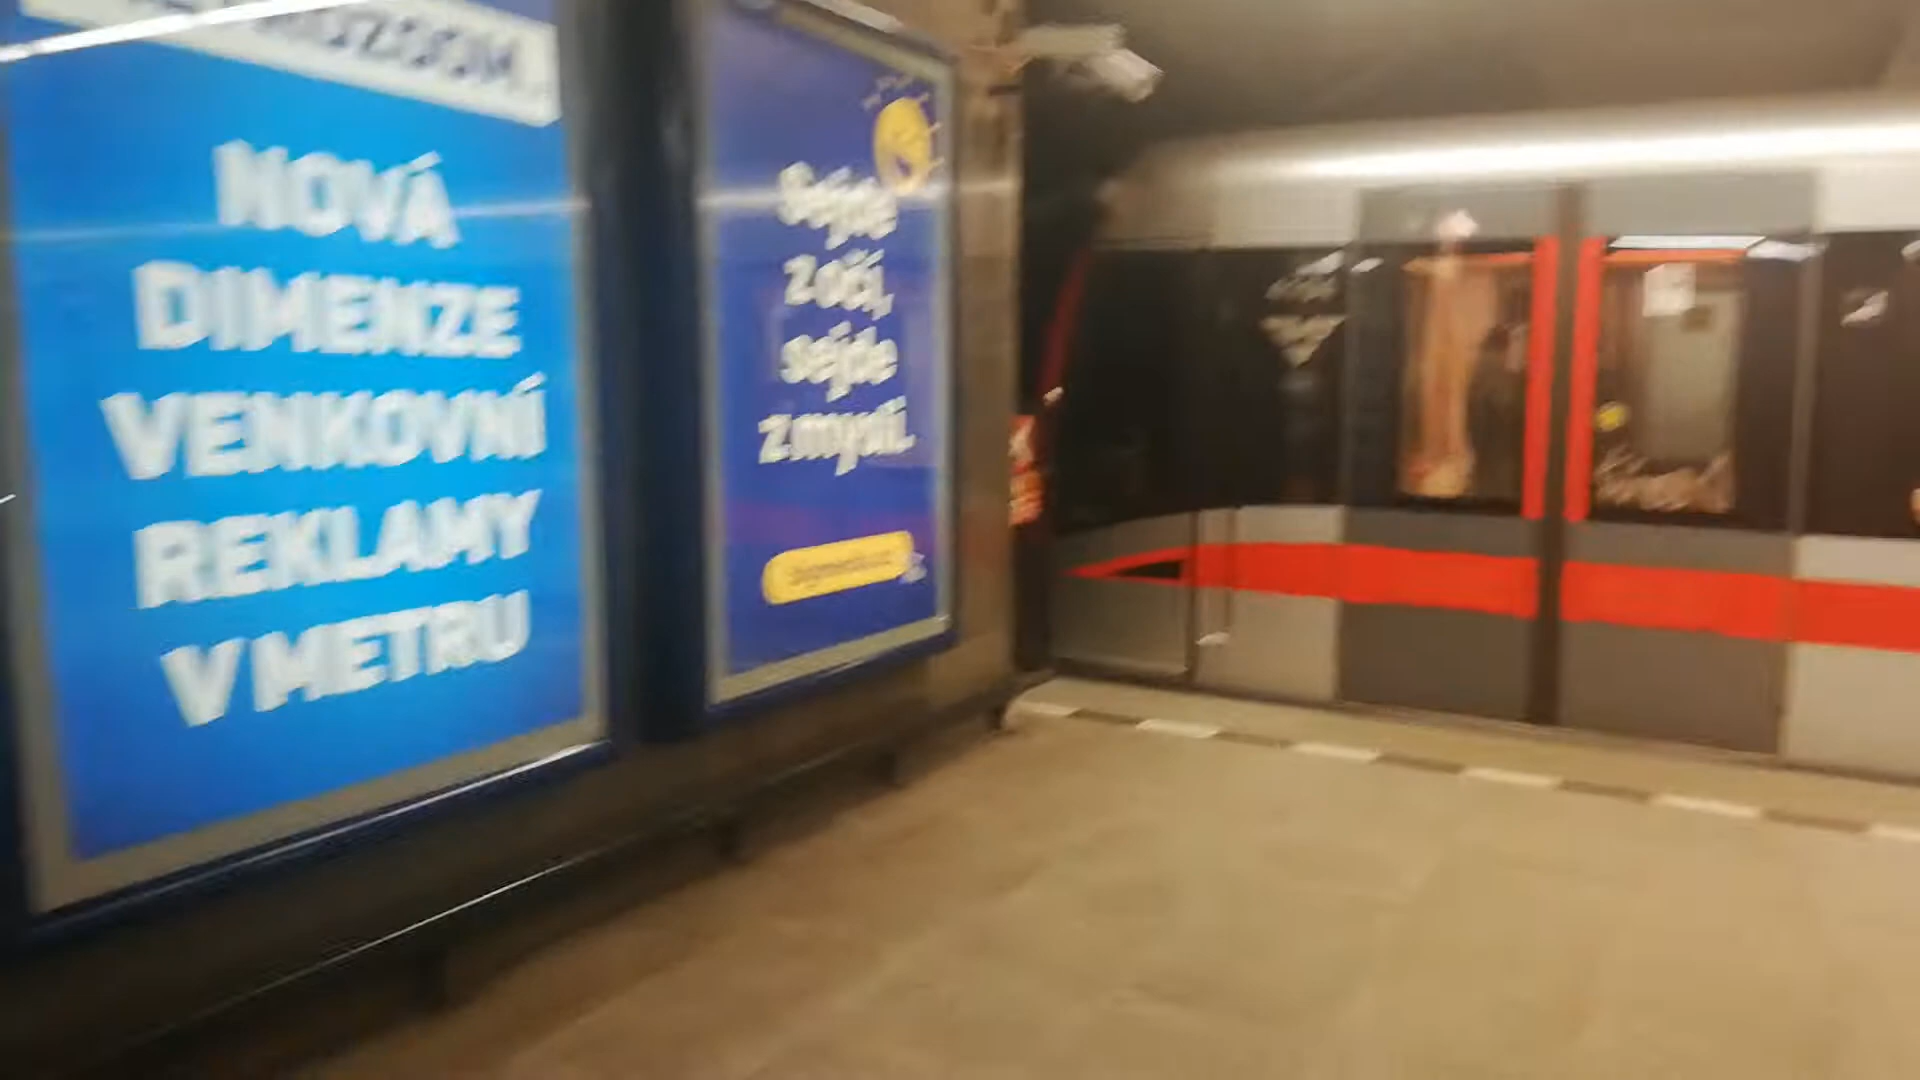 NOVÁ
DIMENZE
VENKOVNÍ
REKLAMY
V METRU
Sejde
z očí,
sejde
z mysli.